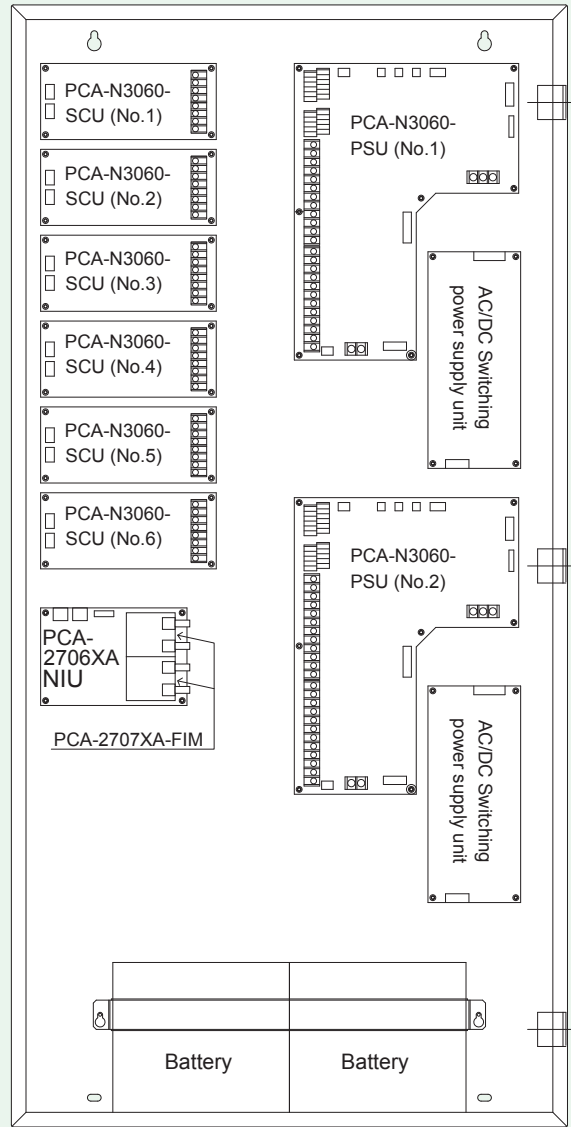 PCA-N3060-
SCU (No.1)
PCA-N3060-
SCU (No.2)
PCA-N3060-
SCU (No.3)
PCA-N3060-
SCU (No.4)
PCA-N3060-
SCU (No.5)
PCA-N3060-
SCU (No.6)
PCA-
2706XA
NIU
PCA-2707XA-FIM
PCA-N3060-
PSU (No.1)
AC/DC Switching
power supply unit
PCA-N3060-
PSU (No.2)
AC/DC Switching
power supply unit
Battery
Battery